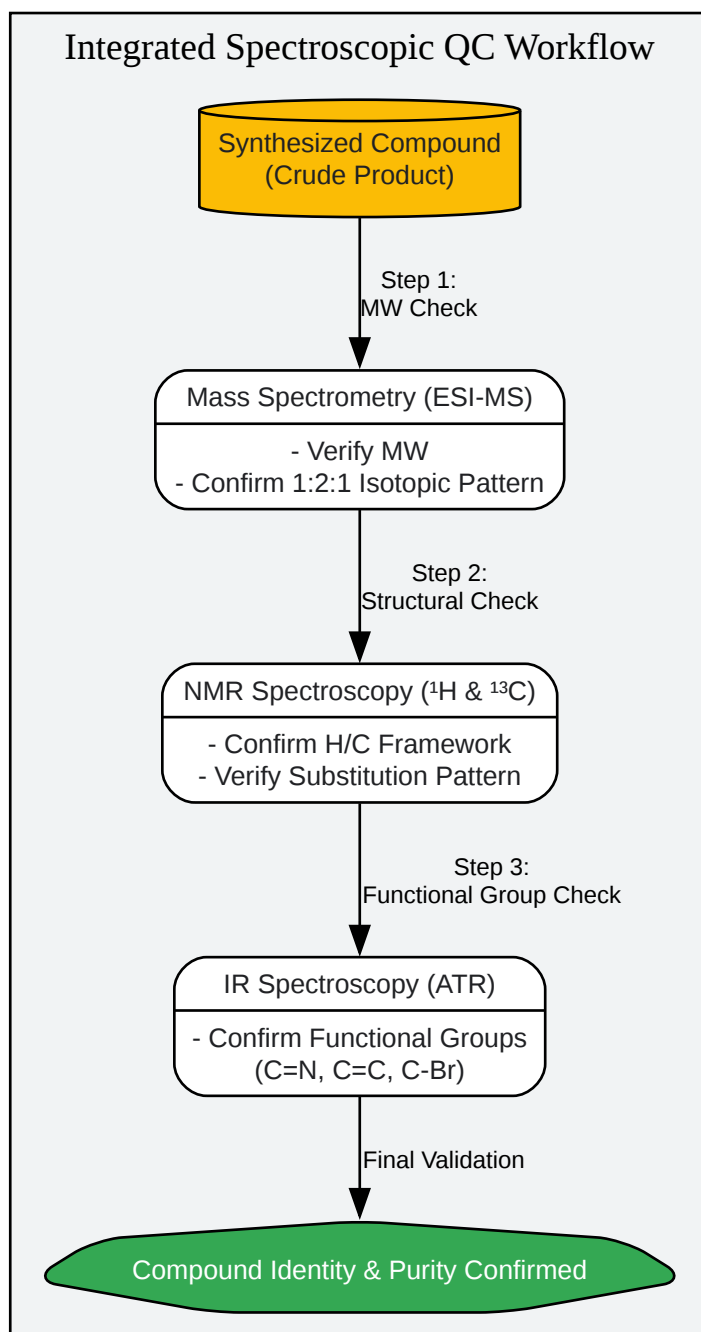 Integrated Spectroscopic QC Workflow
Synthesized Compound
(Crude Product)
Step 1:
MW Check
Mass Spectrometry (ESI-MS)
- Verify MW
- Confirm 1:2:1 Isotopic Pattern
Step 2:
Structural Check
NMR Spectroscopy (¹H & ¹³C)
- Confirm H/C Framework
- Verify Substitution Pattern
Step 3:
Functional Group Check
IR Spectroscopy (ATR)
- Confirm Functional Groups
(C=N, C=C, C-Br)
Final Validation
Compound Identity & Purity Confirmed